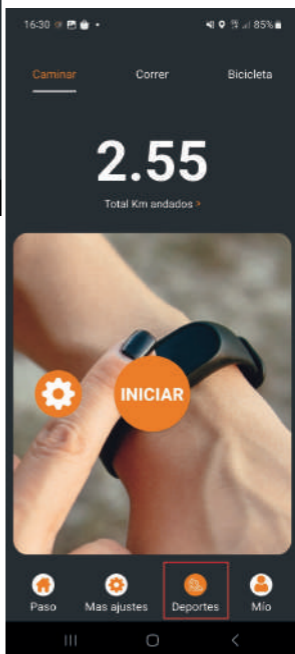 16:30
85%
Caminar Correr Bicicleta
2.55
Total Km andados >
INICIAR
Paso Mas ajustes Deportes Mío